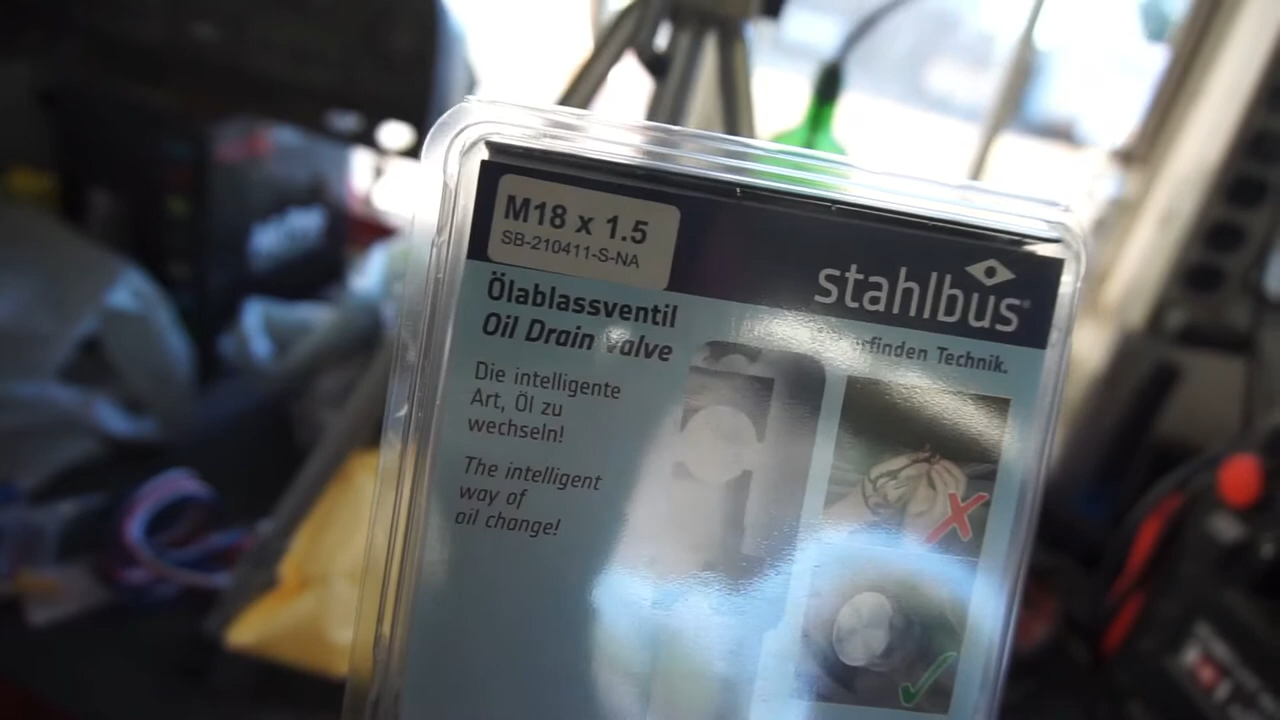 M18 x 1.5
SB-210411-S-NA
stahlbus®
finden Technik.
Ölablassventil
Oil Drain Valve
Die intelligente
Art, Öl zu
wechseln!
The intelligent
way of
oil change!